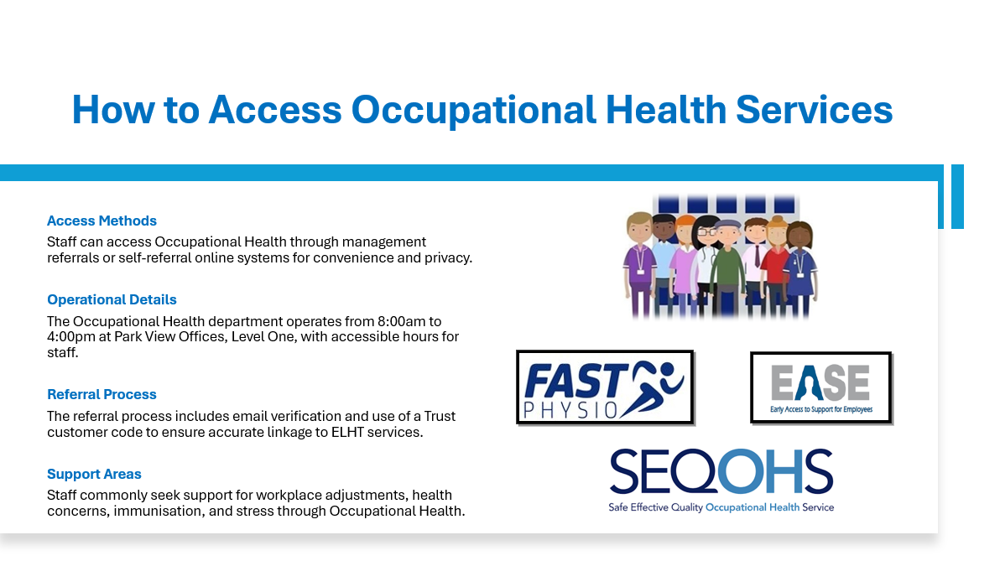 How to Access Occupational Health Services
Access Methods
Staff can access Occupational Health through management
referrals or self-referral online systems for convenience and privacy.
Operational Details
The Occupational Health department operates from 8:00am to
4:00pm at Park View Offices, Level One, with accessible hours for
staff.
Referral Process
The referral process includes email verification and use of a Trust
customer code to ensure accurate linkage to ELHT services.
Support Areas
Staff commonly seek support for workplace adjustments, health
concerns, immunisation, and stress through Occupational Health.
FAST
PHYSIO
EASE
Early Access to Support for Employees
SEQOHS
Safe Effective Quality Occupational Health Service